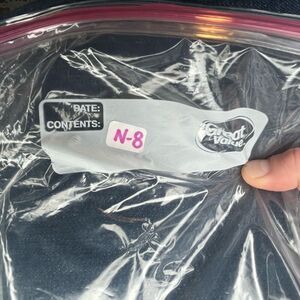 DATE:
CONTENTS:
N-8
Great
Value